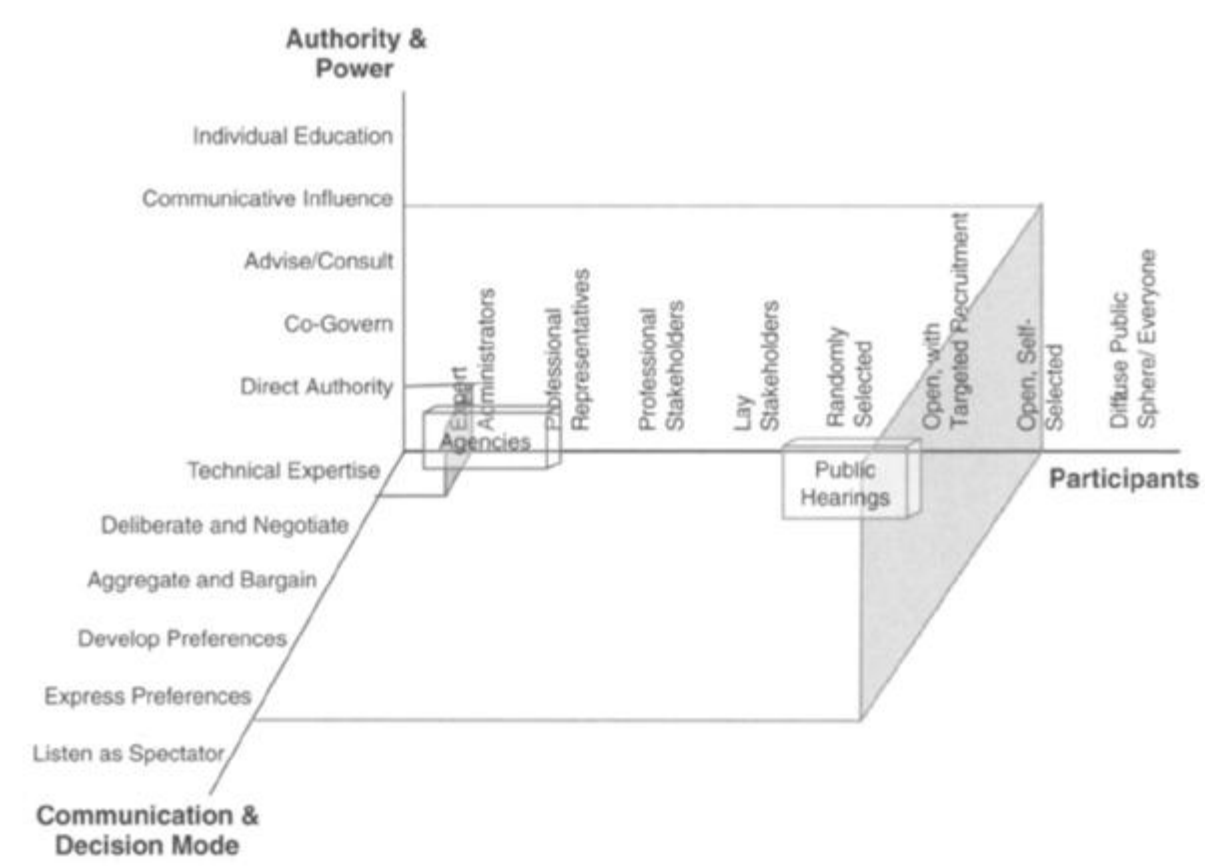 Authority &
Power
Individual Education
Communicative Influence
Advise/Consult
Co-Govern
Direct Authority
Expert
Administrators
Professional
Representatives
Professional
Stakeholders
Lay
Stakeholders
Randomly
Selected
Open, with
Targeted Recruitment
Open, Self-
Selected
Diffuse Public
Sphere/ Everyone
Agencies
Public
Hearings
Participants
Technical Expertise
Deliberate and Negotiate
Aggregate and Bargain
Develop Preferences
Express Preferences
Listen as Spectator
Communication &
Decision Mode